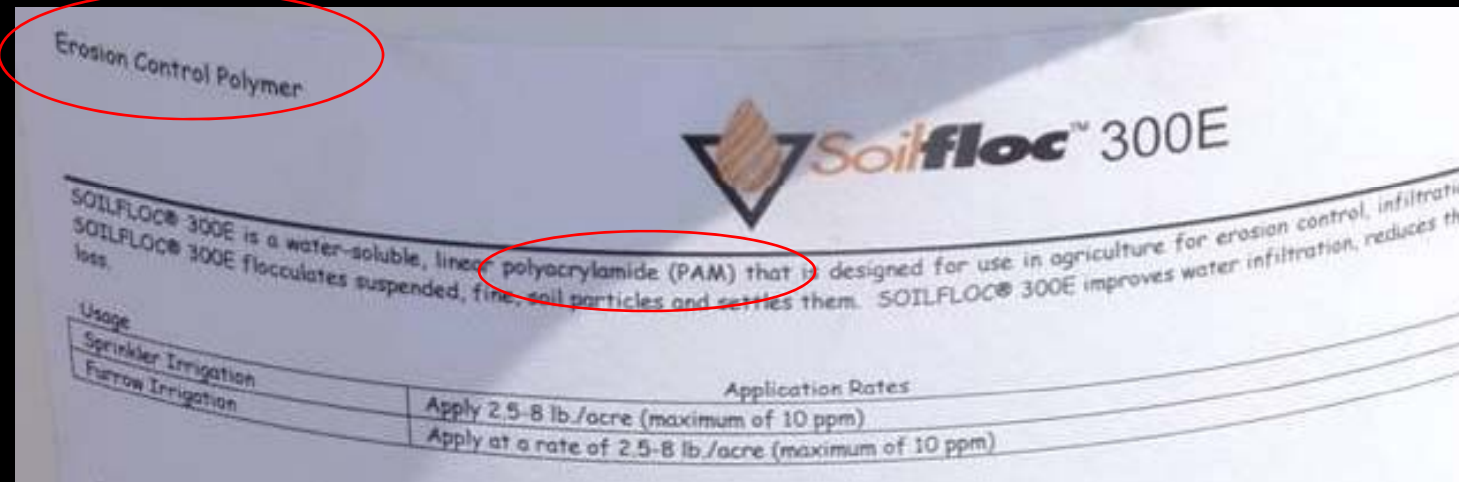 Erosion Control Polymer
Soilfloc™ 300E
SOILFLOC® 300E is a water-soluble, linear polyacrylamide (PAM) that is designed for use in agriculture for erosion control,
SOILFLOC® 300E flocculates suspended, fine, soil particles and settles them. SOILFLOC® 300E improves water infiltration, reduces
loss.
Usage Application Rates
Sprinkler Irrigation Apply 2.5-8 lb./acre (maximum of 10 ppm)
Furrow Irrigation Apply at a rate of 2.5-8 lb./acre (maximum of 10 ppm)